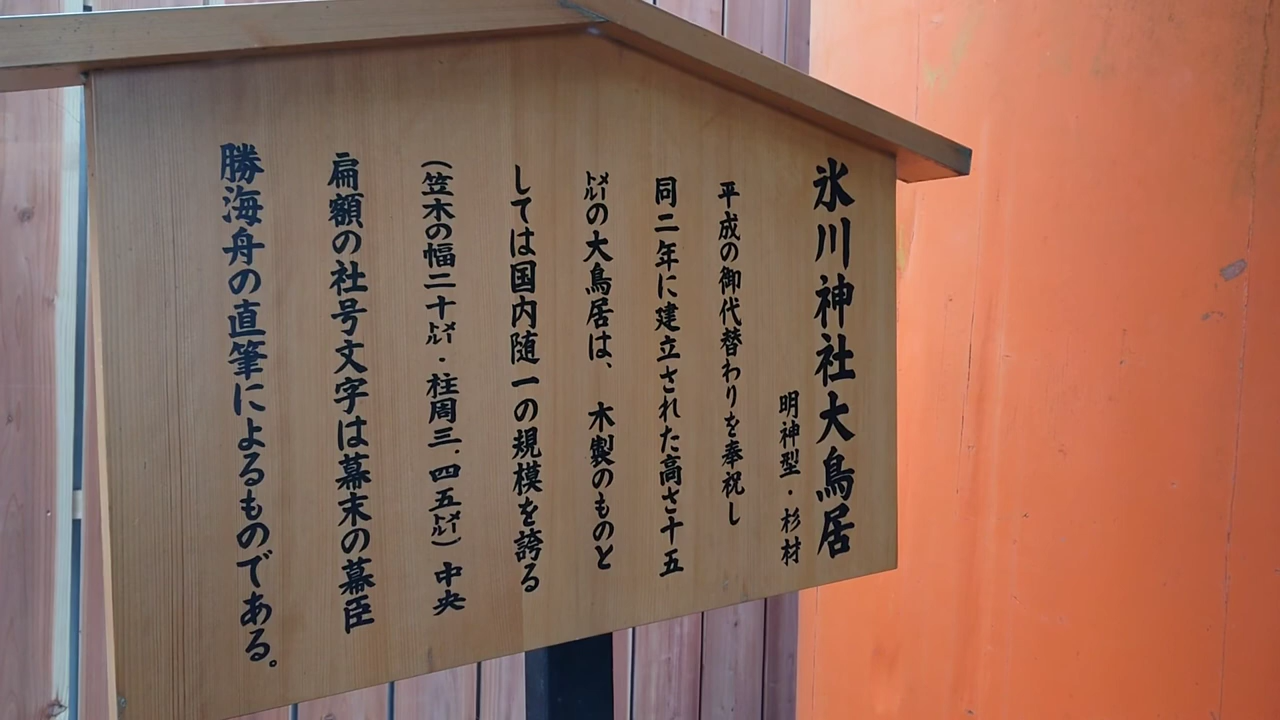 氷川神社大鳥居
明神型・杉材
平成の御代替わりを奉祝し
同二年に建立された高さ十五
㍍の大鳥居は、木製のものと
しては国内随一の規模を誇る
(笠木の幅二十㍍・柱周三.四五㍍)中央
扁額の社号文字は幕末の幕臣
勝海舟の直筆によるものである。